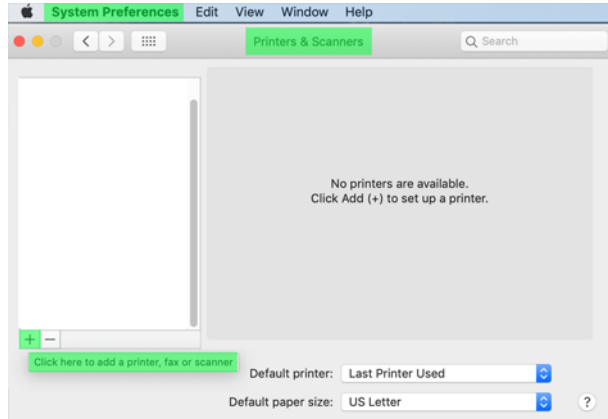 System Preferences Edit View Window Help
Printers & Scanners
Search
No printers are available.
Click Add (+) to set up a printer.
+ −
Click here to add a printer, fax or scanner
Default printer: Last Printer Used
Default paper size: US Letter ?